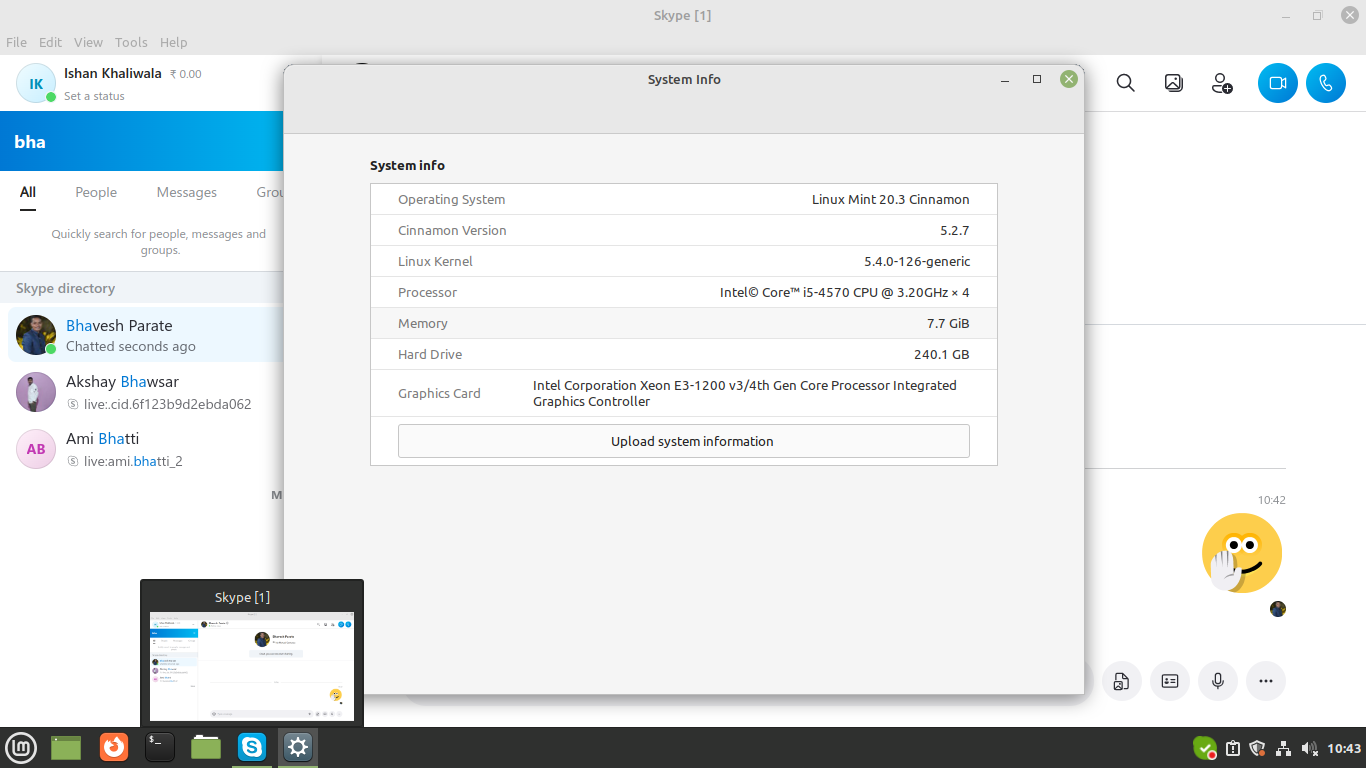 Skype [1]
File Edit View Tools Help
IK
Ishan Khaliwala ₹ 0.00
Set a status
bha
All People Messages
Quickly search for people, messages and
groups.
Skype directory
Bhavesh Parate
Chatted seconds ago
Akshay Bhawsar
live:.cid.6f123b9d2ebda062
AB
Ami Bhatti
live:ami.bhatti_2
System Info
System info
Operating System Linux Mint 20.3 Cinnamon
Cinnamon Version 5.2.7
Linux Kernel 5.4.0-126-generic
Processor Intel© Core™ i5-4570 CPU @ 3.20GHz × 4
Memory 7.7 GiB
Hard Drive 240.1 GB
Graphics Card Intel Corporation Xeon E3-1200 v3/4th Gen Core Processor Integrated
Graphics Controller
Upload system information
10:42
Skype [1]
10:43